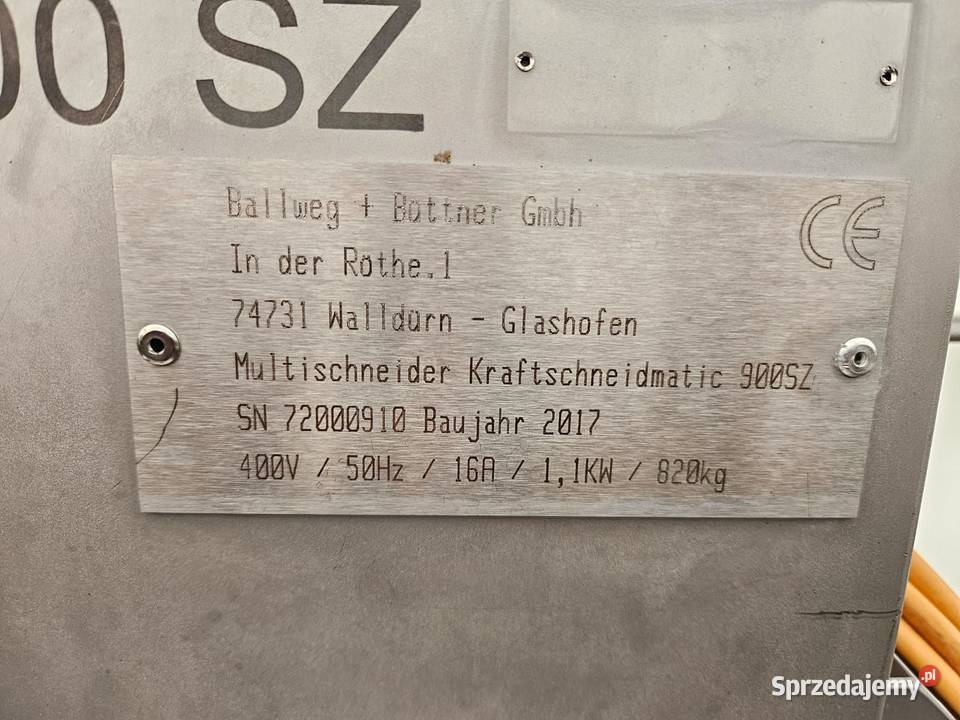 00 SZ
Ballweg + Bottner Gmbh
CE
In der Rothe.1
74731 Walldürn - Glashofen
Multischneider Kraftschneidmatic 900SZ
SN 72000910 Baujahr 2017
400V / 50Hz / 16A / 1,1KW / 820kg
Sprzedajemy.pl